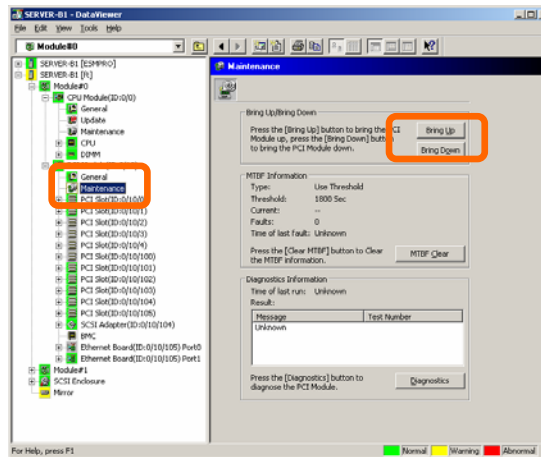 SERVER-B1 - DataViewer
File Edit View Tools Help
Module#0
SERVER-B1 [ESMPRO]
SERVER-B1 [ft]
Module#0
CPU Module(ID:0/0)
General
Update
Maintenance
CPU
DIMM
General
Maintenance
PCI Slot(ID:0/10/0)
PCI Slot(ID:0/10/1)
PCI Slot(ID:0/10/2)
PCI Slot(ID:0/10/3)
PCI Slot(ID:0/10/4)
PCI Slot(ID:0/10/100)
PCI Slot(ID:0/10/101)
PCI Slot(ID:0/10/102)
PCI Slot(ID:0/10/103)
PCI Slot(ID:0/10/104)
PCI Slot(ID:0/10/105)
SCSI Adapter(ID:0/10/104)
BMC
Ethernet Board(ID:0/10/105) Port0
Ethernet Board(ID:0/10/105) Port1
Module#1
SCSI Enclosure
Mirror
Maintenance
Bring Up/Bring Down
Press the [Bring Up] button to bring the PCI
Module up, press the [Bring Down] button
to bring the PCI Module down.
Bring Up
Bring Down
MTBF Information
Type: Use Threshold
Threshold: 1800 Sec
Current: --
Faults: 0
Time of last fault: Unknown
Press the [Clear MTBF] button to Clear
the MTBF information.
MTBF Clear
Diagnostics Information
Time of last run: Unknown
Result:
Message Test Number
Unknown
Press the [Diagnostics] button to
diagnose the PCI Module.
Diagnostics
For Help, press F1
Normal Warning Abnormal